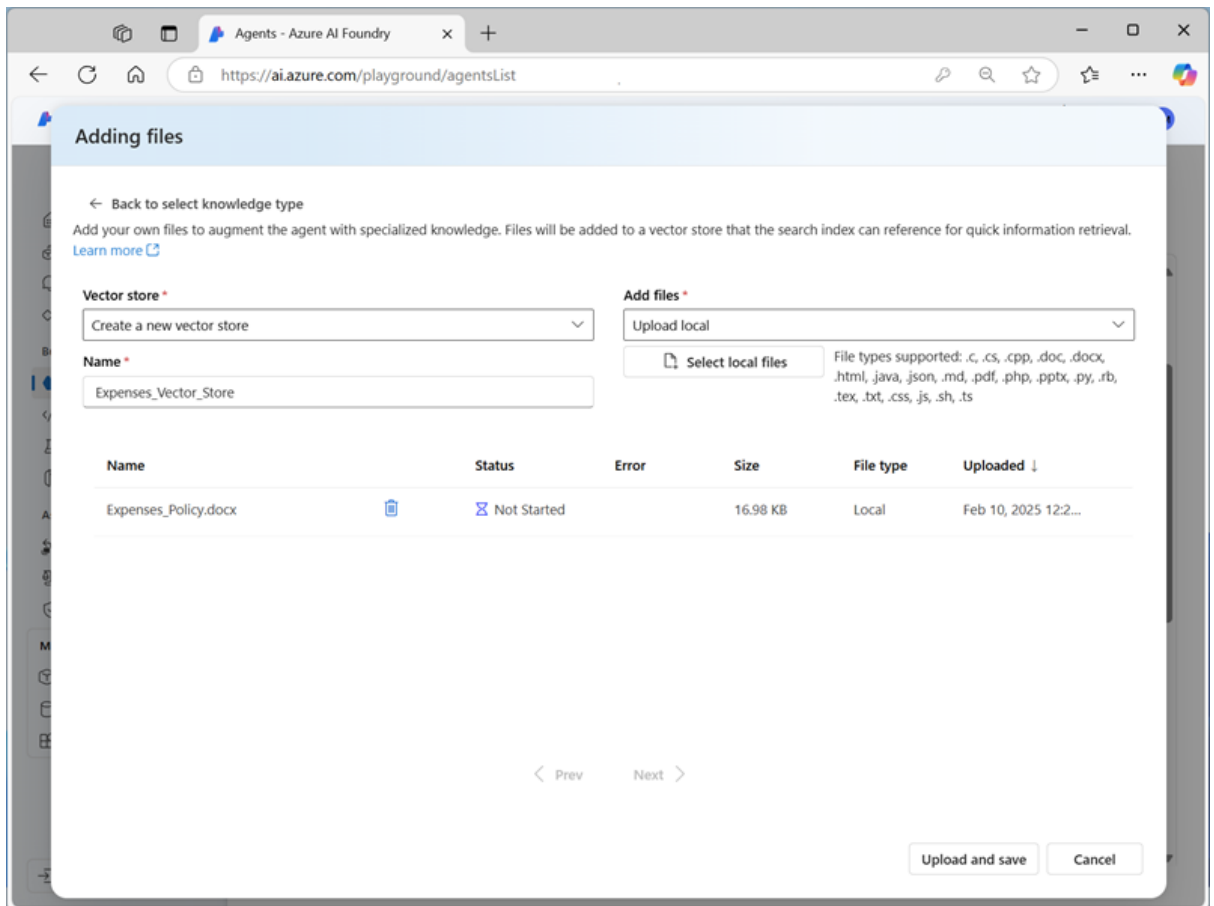 Agents - Azure AI Foundry
https://ai.azure.com/playground/agentsList
Adding files
Back to select knowledge type
Add your own files to augment the agent with specialized knowledge. Files will be added to a vector store that the search index can reference for quick information retrieval.
Learn more
Vector store *
Create a new vector store
Name *
Expenses_Vector_Store
Add files *
Upload local
Select local files
File types supported: .c, .cs, .cpp, .doc, .docx,
.html, .java, .json, .md, .pdf, .php, .pptx, .py, .rb,
.tex, .txt, .css, .js, .sh, .ts
Name Status Error Size File type Uploaded ↓
Expenses_Policy.docx Not Started 16.98 KB Local Feb 10, 2025 12:2...
Prev Next
Upload and save Cancel